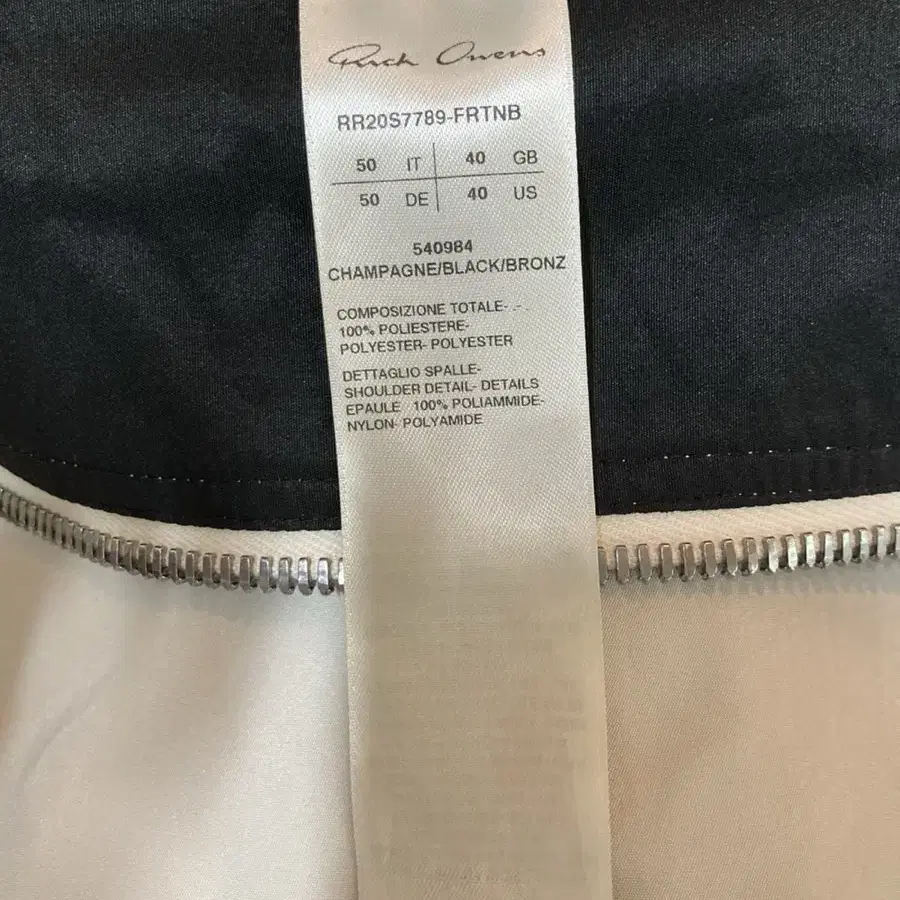 Rick Owens
RR20S7789-FRTNB
50 IT 40 GB
50 DE 40 US
540984
CHAMPAGNE/BLACK/BRONZ
COMPOSIZIONE TOTALE- .- .
100% POLIESTERE-
POLYESTER- POLYESTER
DETTAGLIO SPALLE-
SHOULDER DETAIL- DETAILS
EPAULE 100% POLIAMMIDE-
NYLON- POLYAMIDE